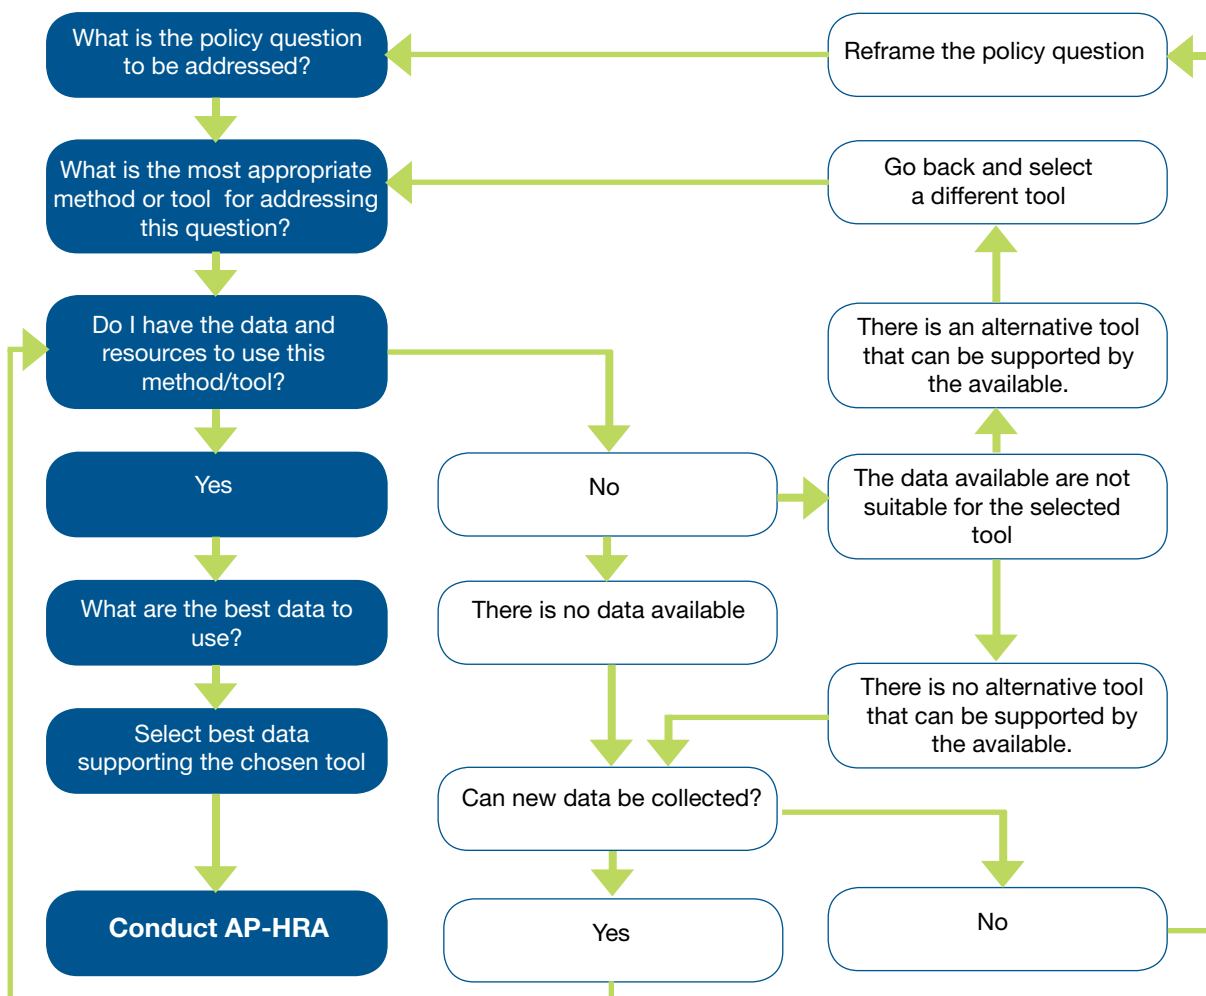 What is the policy question
to be addressed?
Reframe the policy question
What is the most appropriate
method or tool for addressing
this question?
Go back and select
a different tool
Do I have the data and
resources to use this
method/tool?
There is an alternative tool
that can be supported by
the available.
Yes
No
The data available are not
suitable for the selected
tool
What are the best data to
use?
There is no data available
There is no alternative tool
that can be supported by
the available.
Select best data
supporting the chosen tool
Can new data be collected?
Conduct AP-HRA
Yes
No